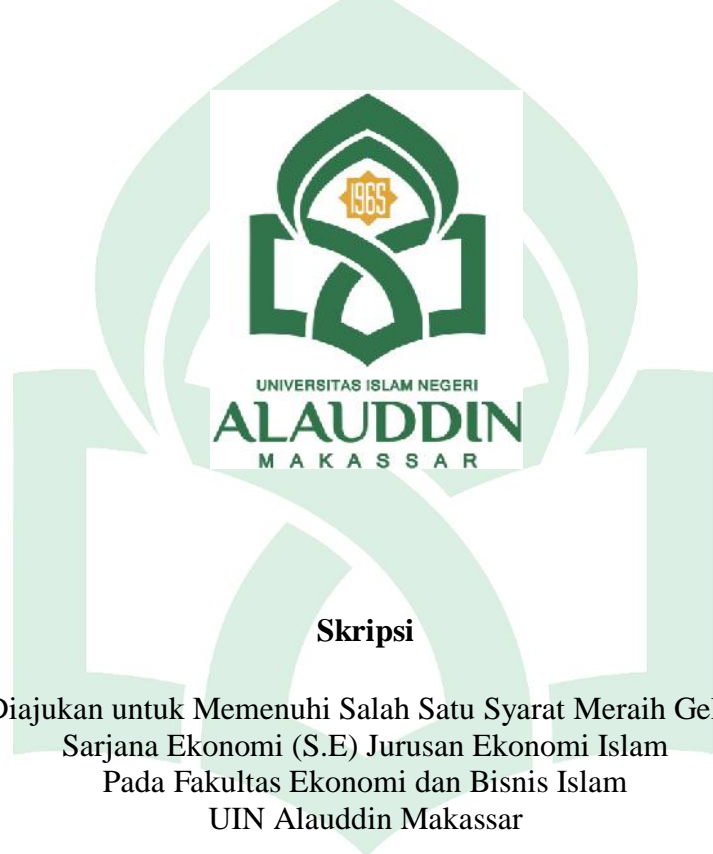 1965
UNIVERSITAS ISLAM NEGERI
ALAUDDIN
MAKASSAR
Skripsi
Diajukan untuk Memenuhi Salah Satu Syarat Meraih
Sarjana Ekonomi (S.E) Jurusan Ekonomi Islam
Pada Fakultas Ekonomi dan Bisnis Islam
UIN Alauddin Makassar